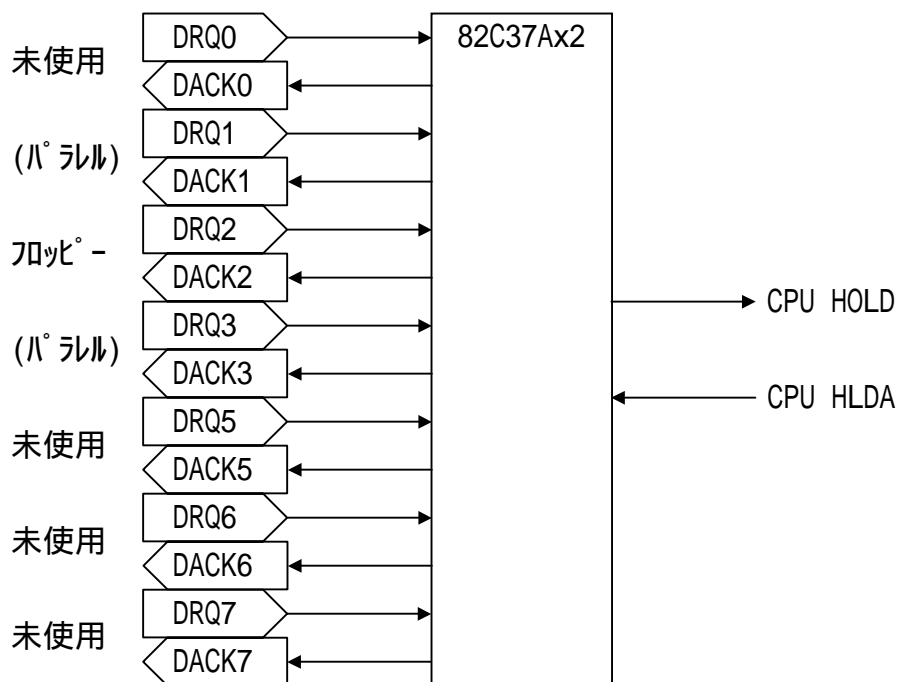 DRQ0
82C37Ax2
未使用
DACK0
DRQ1
(ﾊﾟﾗﾚﾙ)
DACK1
DRQ2
ﾌﾛｯﾋﾟｰ
DACK2
CPU HOLD
DRQ3
(ﾊﾟﾗﾚﾙ)
DACK3
CPU HLDA
DRQ5
未使用
DACK5
DRQ6
未使用
DACK6
DRQ7
未使用
DACK7